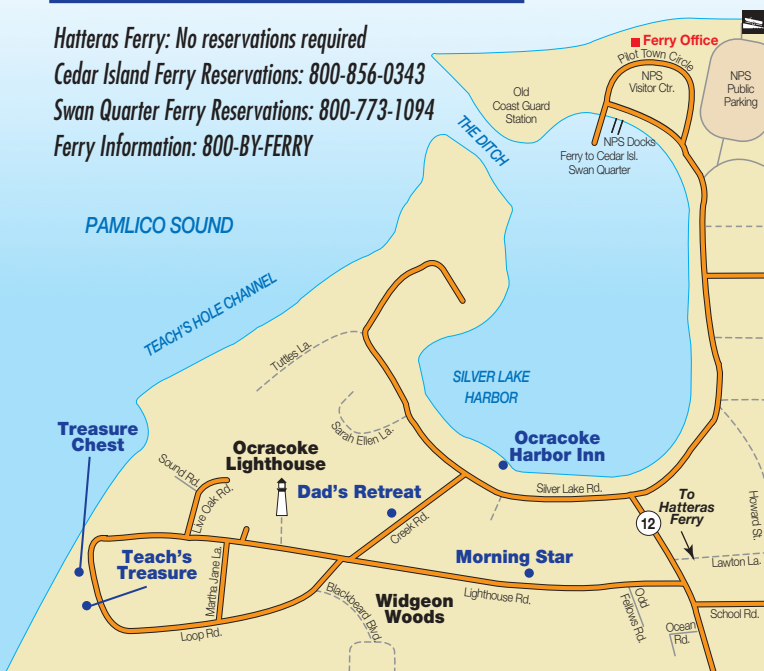 Hatteras Ferry: No reservations required
Cedar Island Ferry Reservations: 800-856-0343
Swan Quarter Ferry Reservations: 800-773-1094
Ferry Information: 800-BY-FERRY
Ferry Office
Pilot Town Circle
NPS
Visitor Ctr.
NPS
Public
Parking
Old
Coast Guard
Station
THE DITCH
NPS Docks
Ferry to Cedar Isl.
Swan Quarter
PAMLICO SOUND
TEACH'S HOLE CHANNEL
Tuttles La.
SILVER LAKE
HARBOR
Sarah Ellen La.
Treasure
Chest
Ocracoke
Lighthouse
Ocracoke
Harbor Inn
Sound Rd.
Live Oak Rd.
Dad's Retreat
Creek Rd.
Silver Lake Rd.
To
Hatteras
Ferry
12
Howard St.
Lawton La.
Teach's
Treasure
Martha Jane La.
Morning Star
Lighthouse Rd.
Blackbeard Blvd.
Widgeon
Woods
Loop Rd.
Odd
Fellows Rd.
Ocean
Rd.
School Rd.